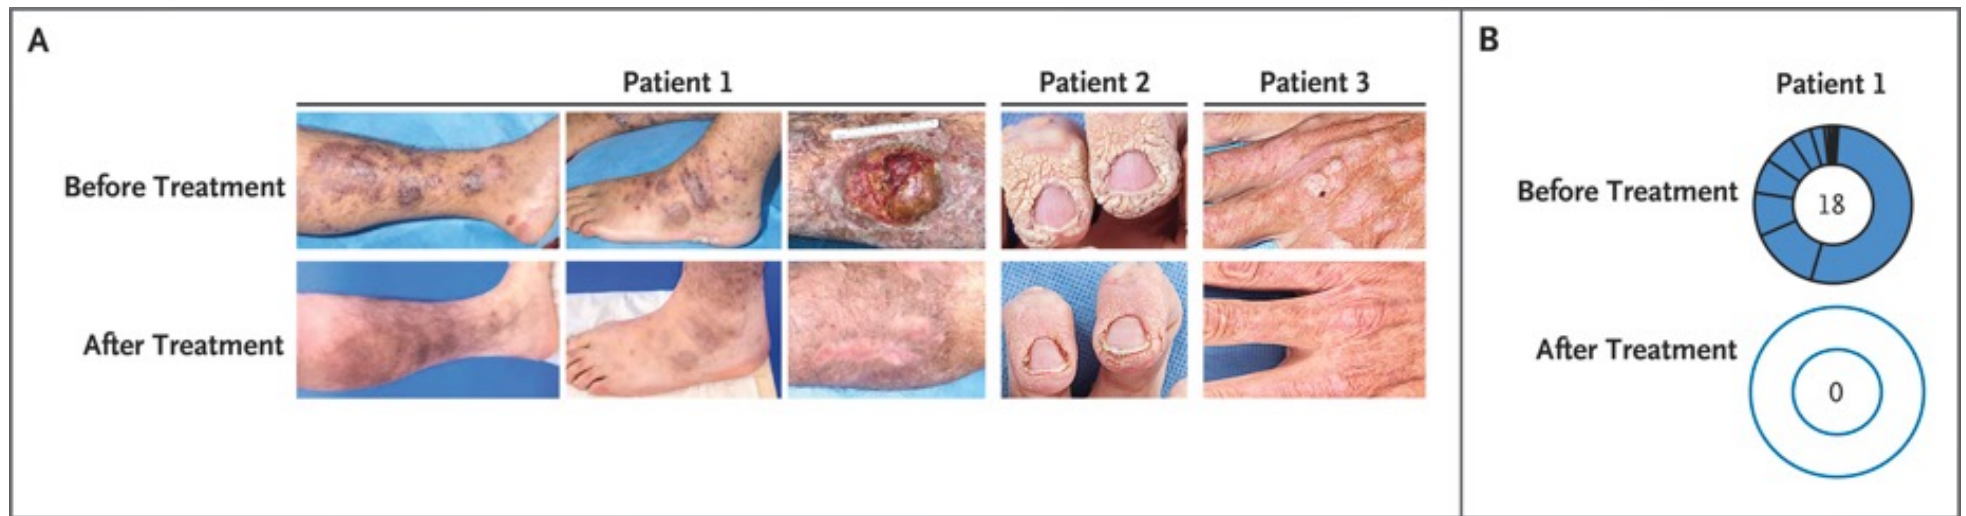 A
Patient 1
Patient 2
Patient 3
Before Treatment
After Treatment
B
Patient 1
Before Treatment
18
After Treatment
0